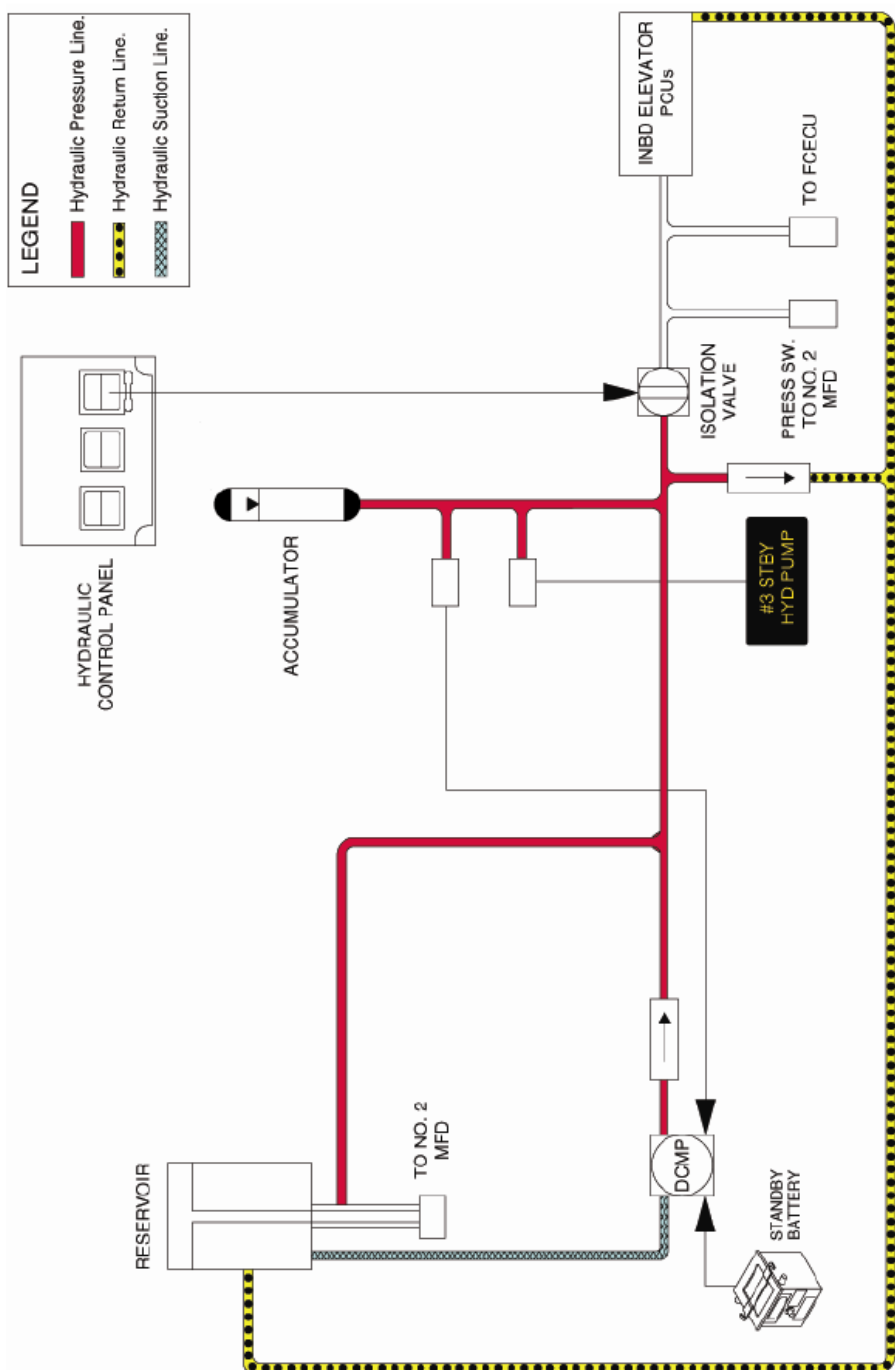 LEGEND
Hydraulic Pressure Line.
Hydraulic Return Line.
Hydraulic Suction Line.
HYDRAULIC
CONTROL PANEL
INBD ELEVATOR
PCUs
TO FCECU
PRESS SW.
TO NO. 2
MFD
ISOLATION
VALVE
ACCUMULATOR
#3 STBY
HYD PUMP
RESERVOIR
TO NO. 2
MFD
DCMP
STANDBY
BATTERY